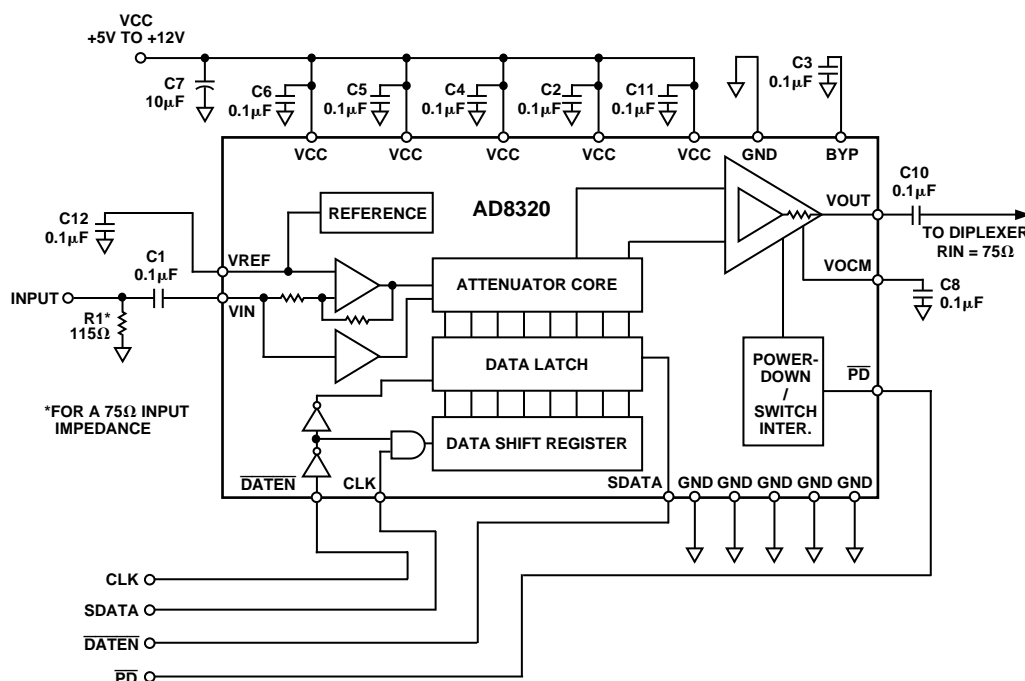 VCC
+5V TO +12V
C7
10µF
C6
0.1µF
C5
0.1µF
C4
0.1µF
C2
0.1µF
C11
0.1µF
C3
0.1µF
VCC
VCC
VCC
VCC
VCC
GND
BYP
C12
0.1µF
REFERENCE
AD8320
VOUT
C10
0.1µF
TO DIPLEXER
RIN = 75Ω
C1
0.1µF
VREF
INPUT
VIN
R1*
115Ω
ATTENUATOR CORE
VOCM
C8
0.1µF
DATA LATCH
POWER-
DOWN
/
SWITCH
INTER.
PD
*FOR A 75Ω INPUT
IMPEDANCE
DATA SHIFT REGISTER
DATEN
CLK
SDATA
GND
GND
GND
GND
GND
CLK
SDATA
DATEN
PD